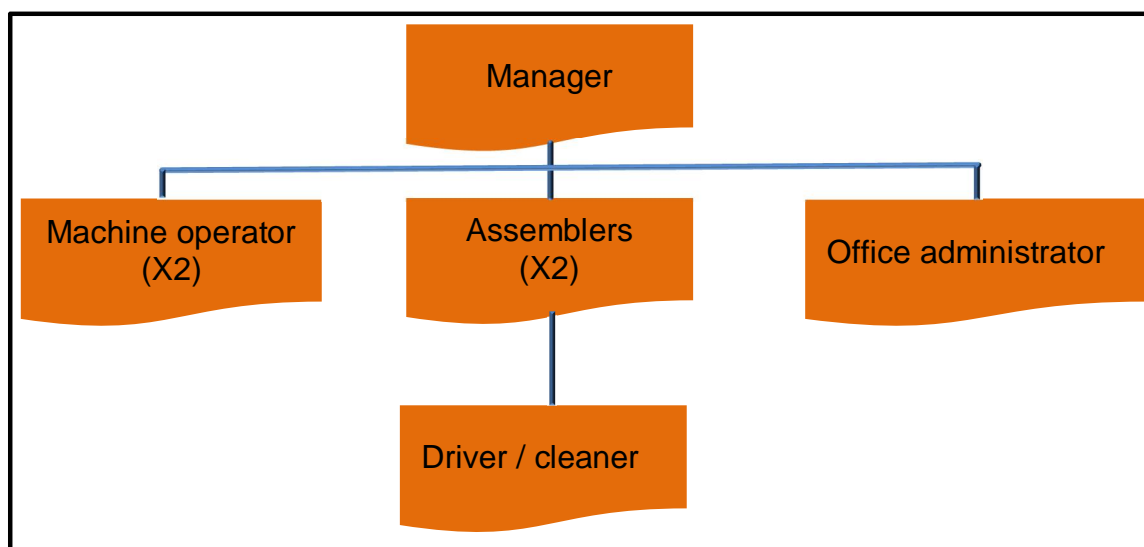 Manager
Machine operator
(X2)
Assemblers
(X2)
Office administrator
Driver / cleaner